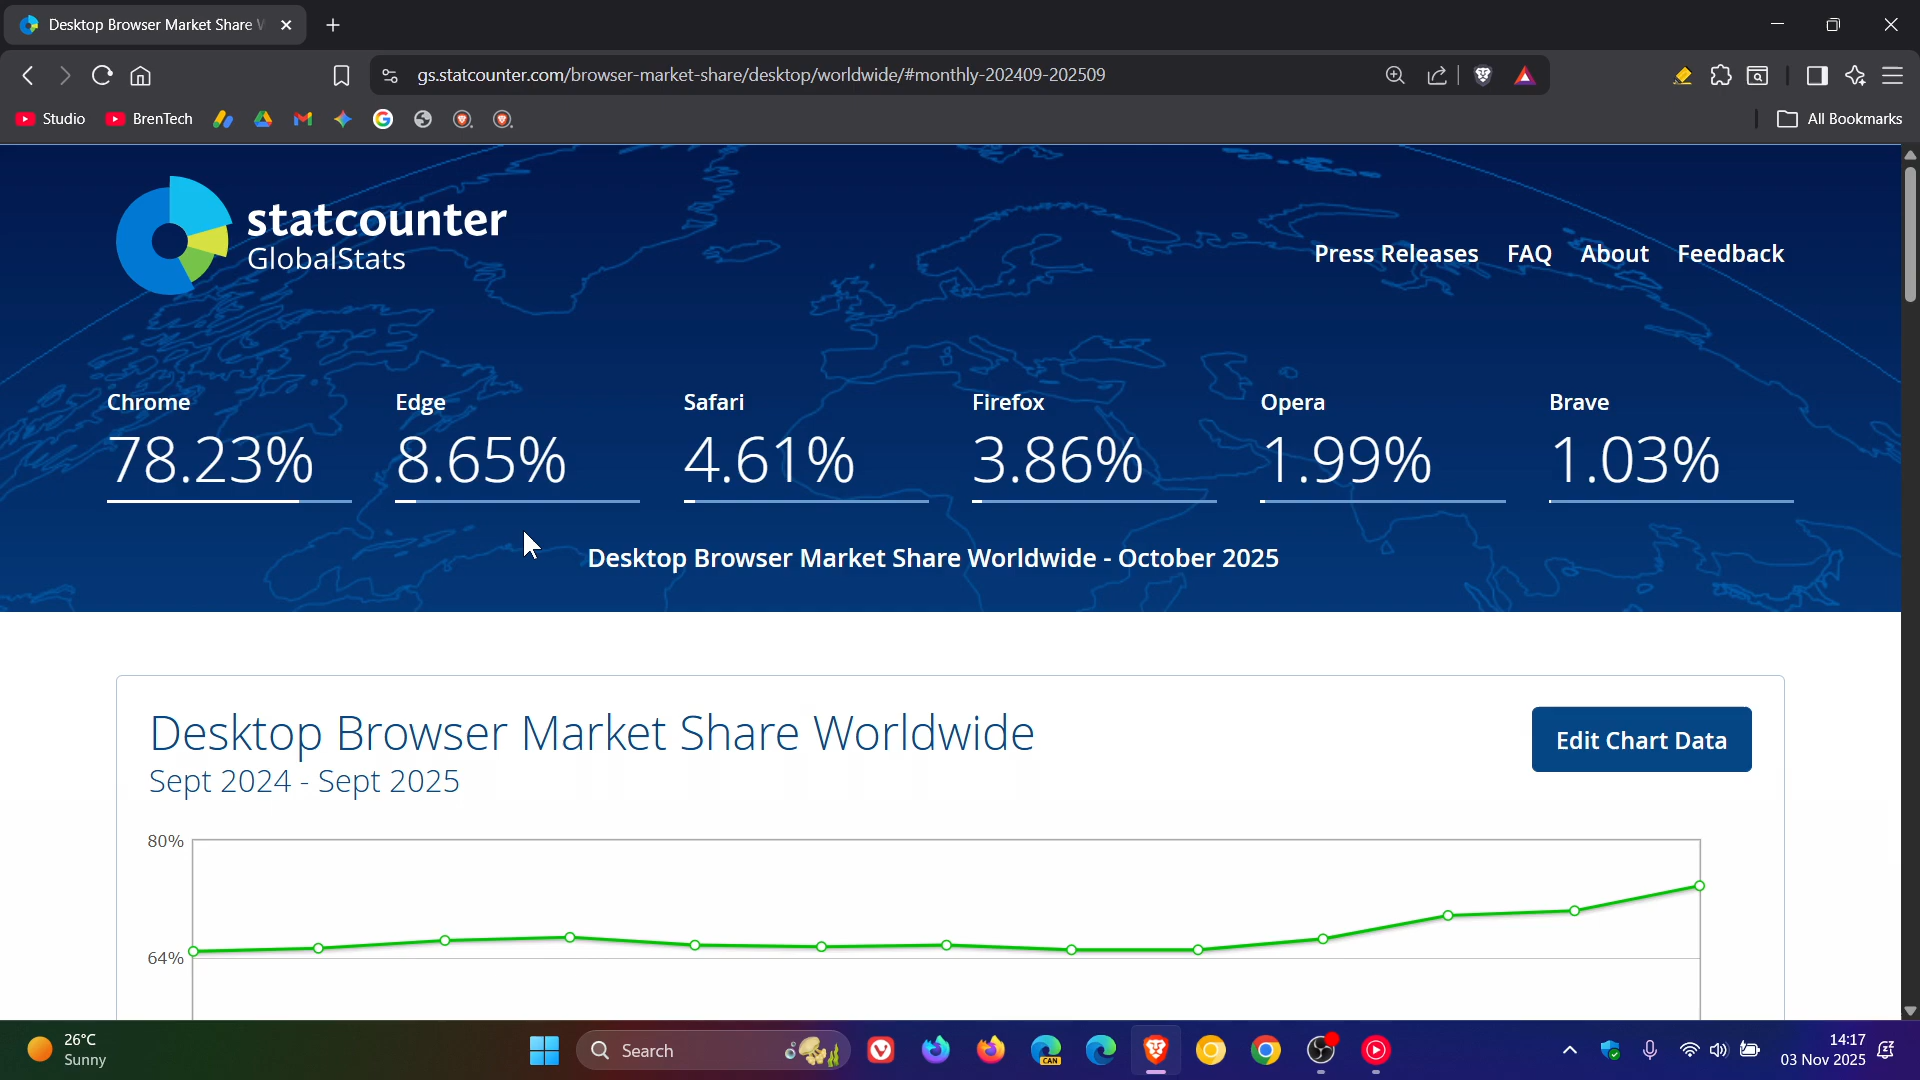 Desktop Browser Market Share
gs.statcounter.com/browser-market-share/desktop/worldwide/#monthly-202409-202509
Studio BrenTech All Bookmarks
statcounter
GlobalStats
Press Releases FAQ About Feedback
Chrome Edge Safari Firefox Opera Brave
78.23% 8.65% 4.61% 3.86% 1.99% 1.03%
Desktop Browser Market Share Worldwide - October 2025
Desktop Browser Market Share Worldwide
Edit Chart Data
Sept 2024 - Sept 2025
80%
64%
26°C
Sunny
Search
CAN
14:17
03 Nov 2025